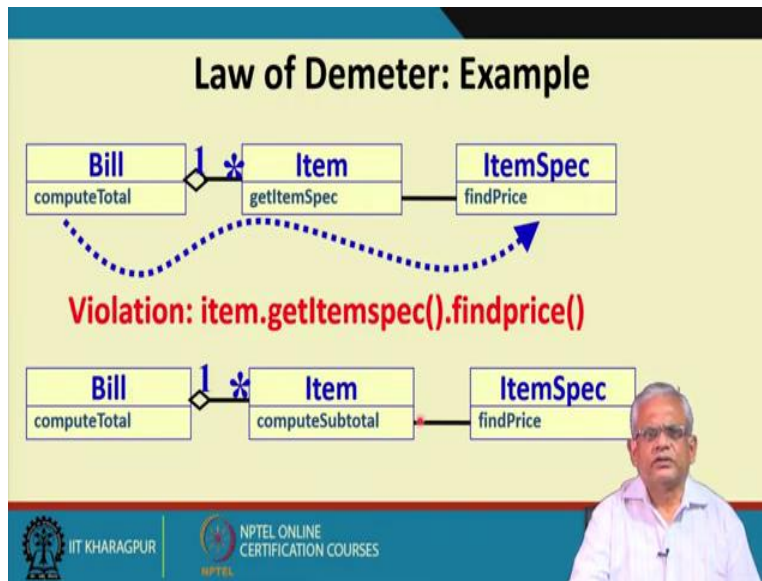 Law of Demeter: Example
Bill 1 * Item ItemSpec
computeTotal getItemSpec findPrice
Violation: item.getItemspec().findprice()
Bill 1 * Item ItemSpec
computeTotal computeSubtotal findPrice
IIT KHARAGPUR
NPTEL
NPTEL ONLINE
CERTIFICATION COURSES